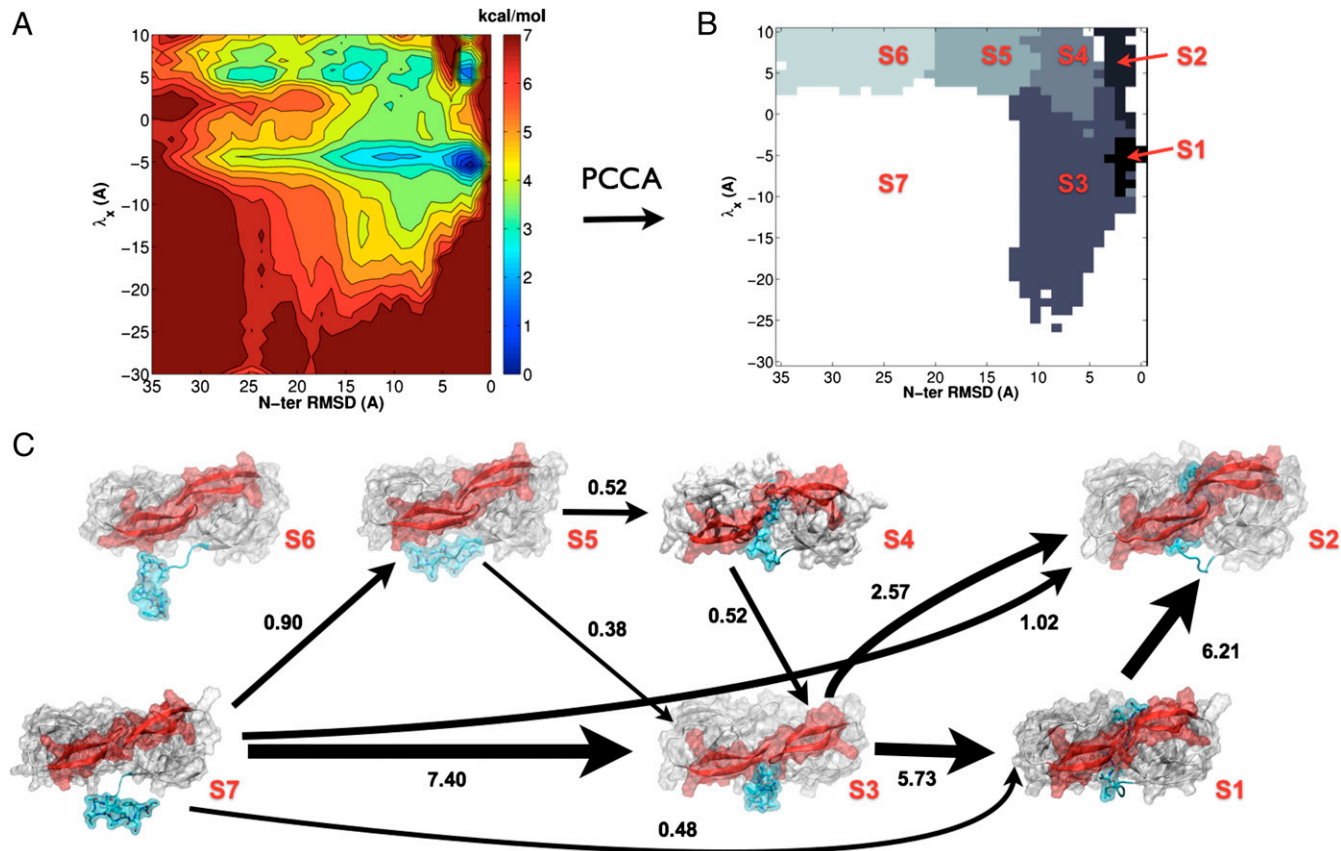 A
kcal/mol
10
5
0
−5
−10
−15
−20
−25
−30
λx (A)
35 30 25 20 15 10 5 0
N−ter RMSD (A)
7
6
5
4
3
2
1
0
PCCA
B
10
5
0
−5
−10
−15
−20
−25
−30
λx (A)
35 30 25 20 15 10 5 0
N−ter RMSD (A)
S6
S5
S4
S2
S1
S7
S3
C
S6
S5
0.52
S4
S2
0.90
0.38
0.52
2.57
1.02
6.21
S7
7.40
S3
5.73
S1
0.48